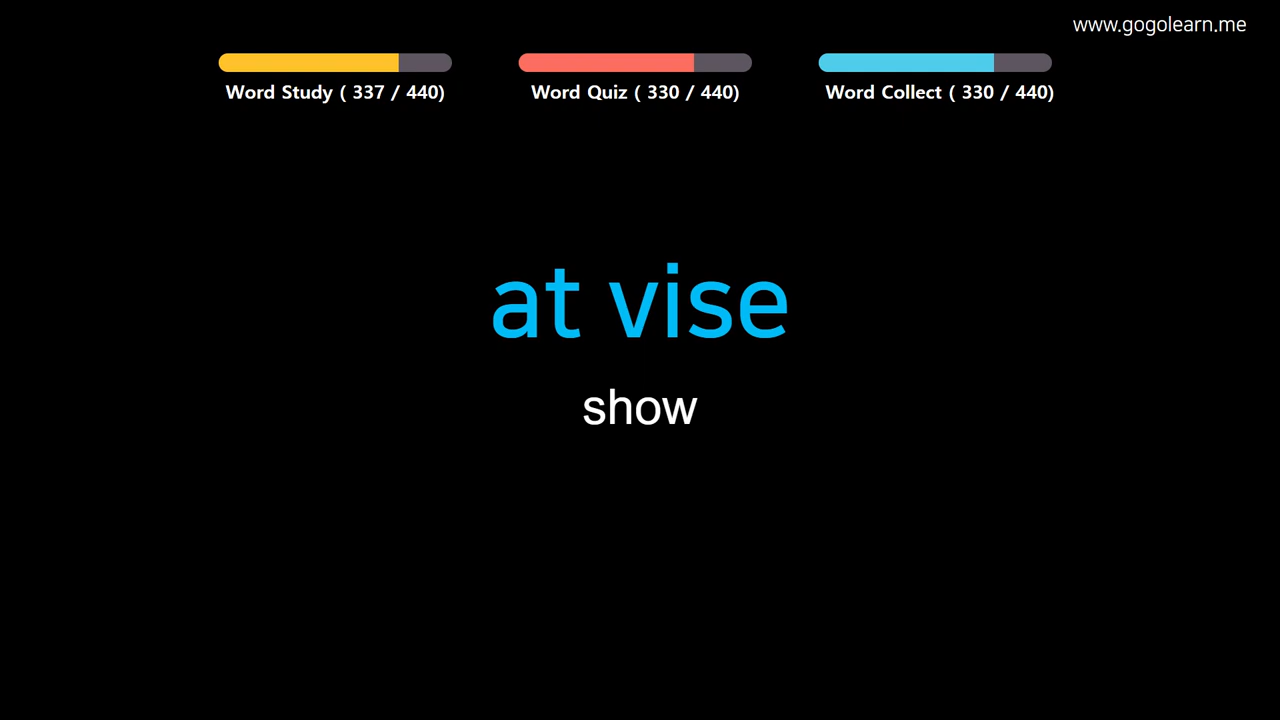 www.gogolearn.me
Word Study ( 337 / 440)
Word Quiz ( 330 / 440)
Word Collect ( 330 / 440)
at vise
show